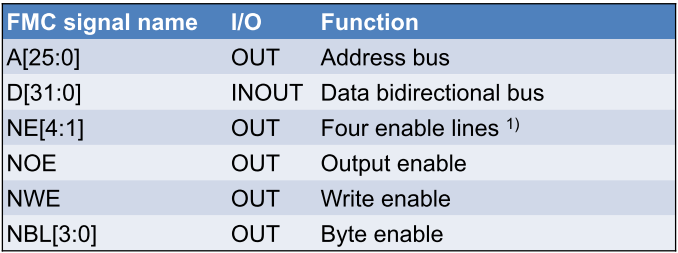 FMC signal name I/O Function
A[25:0] OUT Address bus
D[31:0] INOUT Data bidirectional bus
NE[4:1] OUT Four enable lines 1)
NOE OUT Output enable
NWE OUT Write enable
NBL[3:0] OUT Byte enable